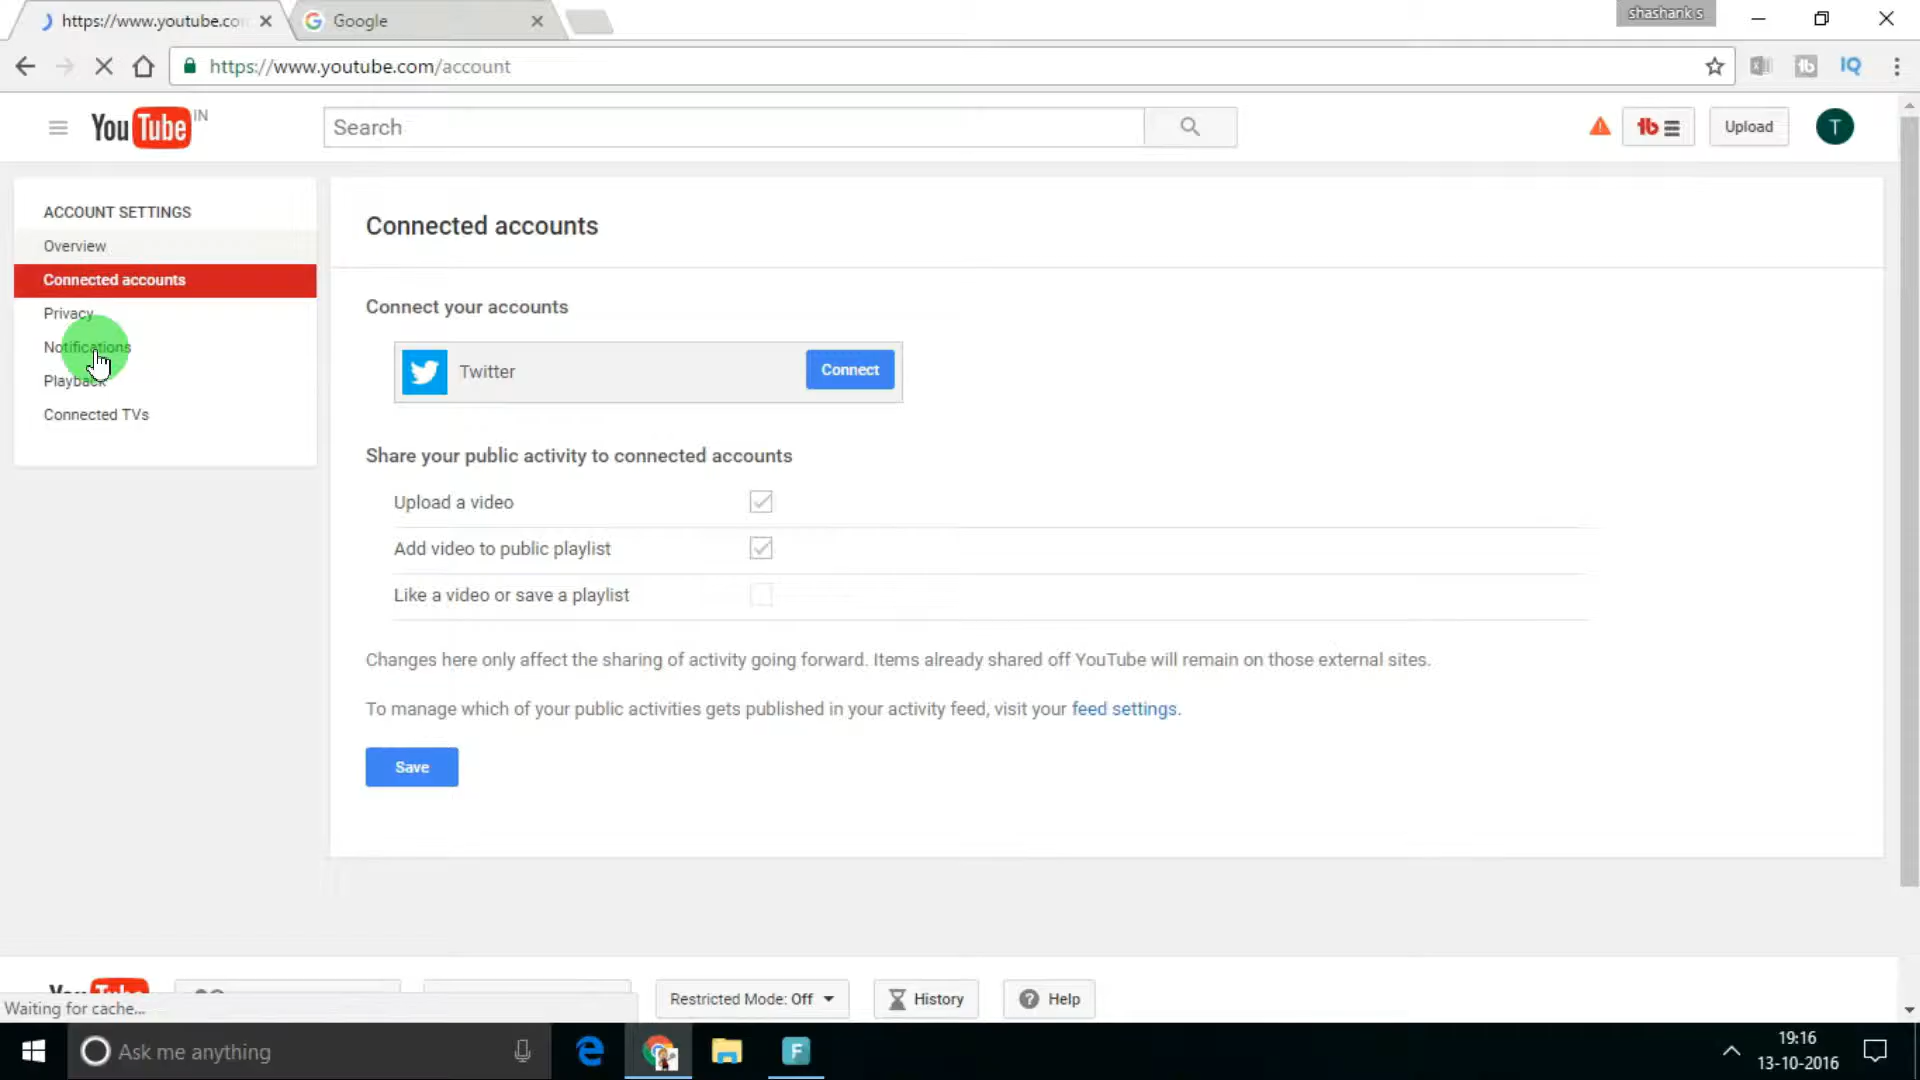 https://www.youtube.co
Google
shashank s
https://www.youtube.com/account
IQ
YouTube IN
Search
Upload
T
ACCOUNT SETTINGS
Overview
Connected accounts
Privacy
Notifications
Playback
Connected TVs
Connected accounts
Connect your accounts
Twitter
Connect
Share your public activity to connected accounts
Upload a video
Add video to public playlist
Like a video or save a playlist
Changes here only affect the sharing of activity going forward. Items already shared off YouTube will remain on those external sites.
To manage which of your public activities gets published in your activity feed, visit your feed settings.
Save
YouTube
Restricted Mode: Off
History
Help
Waiting for cache...
Ask me anything
F
19:16
13-10-2016